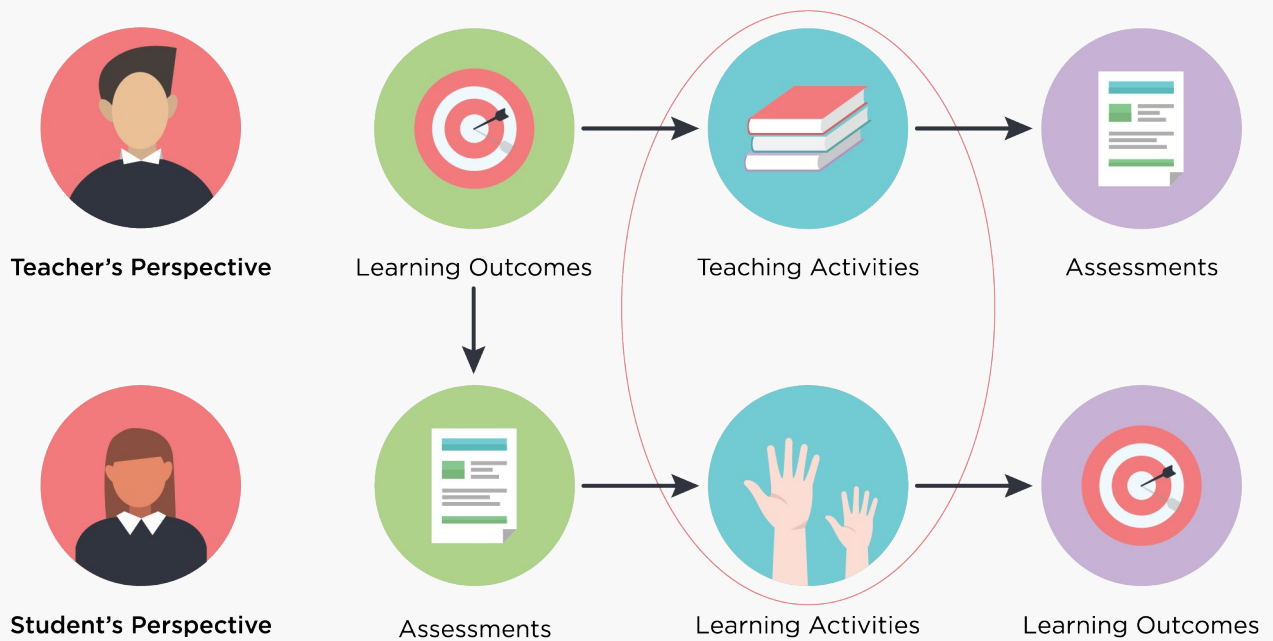 Teacher's Perspective
Learning Outcomes
Teaching Activities
Assessments
Student's Perspective
Assessments
Learning Activities
Learning Outcomes